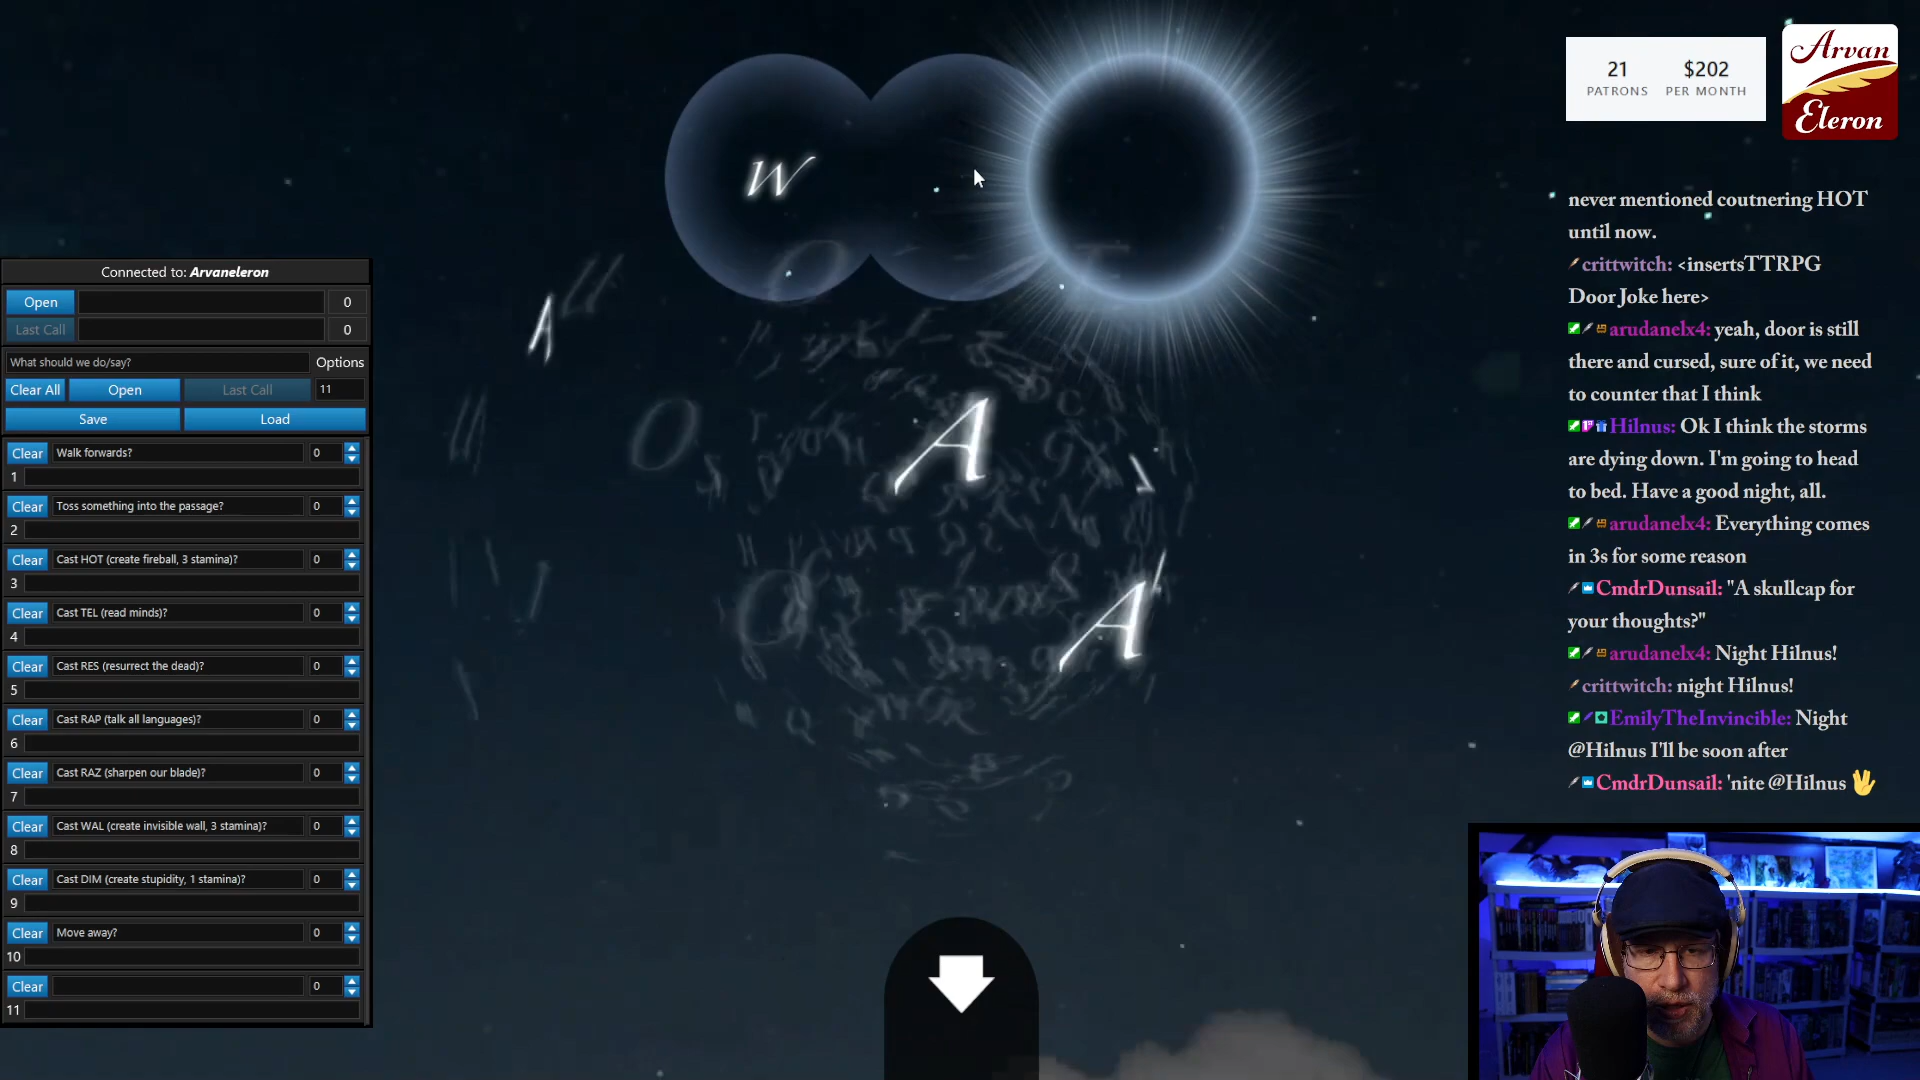 21
PATRONS
$202
PER MONTH
Arvan
Eleron
W
A
A
A
O
O
Connected to: Arvaneleron
Open
0
Last Call
0
What should we do/say?
Options
Clear All
Open
Last Call
11
Save
Load
Clear
Walk forwards?
0
1
Clear
Toss something into the passage?
0
2
Clear
Cast HOT (create fireball, 3 stamina)?
0
3
Clear
Cast TEL (read minds)?
0
4
Clear
Cast RES (resurrect the dead)?
0
5
Clear
Cast RAP (talk all languages)?
0
6
Clear
Cast RAZ (sharpen our blade)?
0
7
Clear
Cast WAL (create invisible wall, 3 stamina)?
0
8
Clear
Cast DIM (create stupidity, 1 stamina)?
0
9
Clear
Move away?
0
10
Clear
0
11
never mentioned coutnering HOT
until now.
crittwitch: <insertsTTRPG
Door Joke here>
arudanelx4: yeah, door is still
there and cursed, sure of it, we need
to counter that I think
Hilnus: Ok I think the storms
are dying down. I'm going to head
to bed. Have a good night, all.
arudanelx4: Everything comes
in 3s for some reason
CmdrDunsail: "A skullcap for
your thoughts?"
arudanelx4: Night Hilnus!
crittwitch: night Hilnus!
EmilyTheInvincible: Night
@Hilnus I'll be soon after
CmdrDunsail: 'nite @Hilnus 🖖